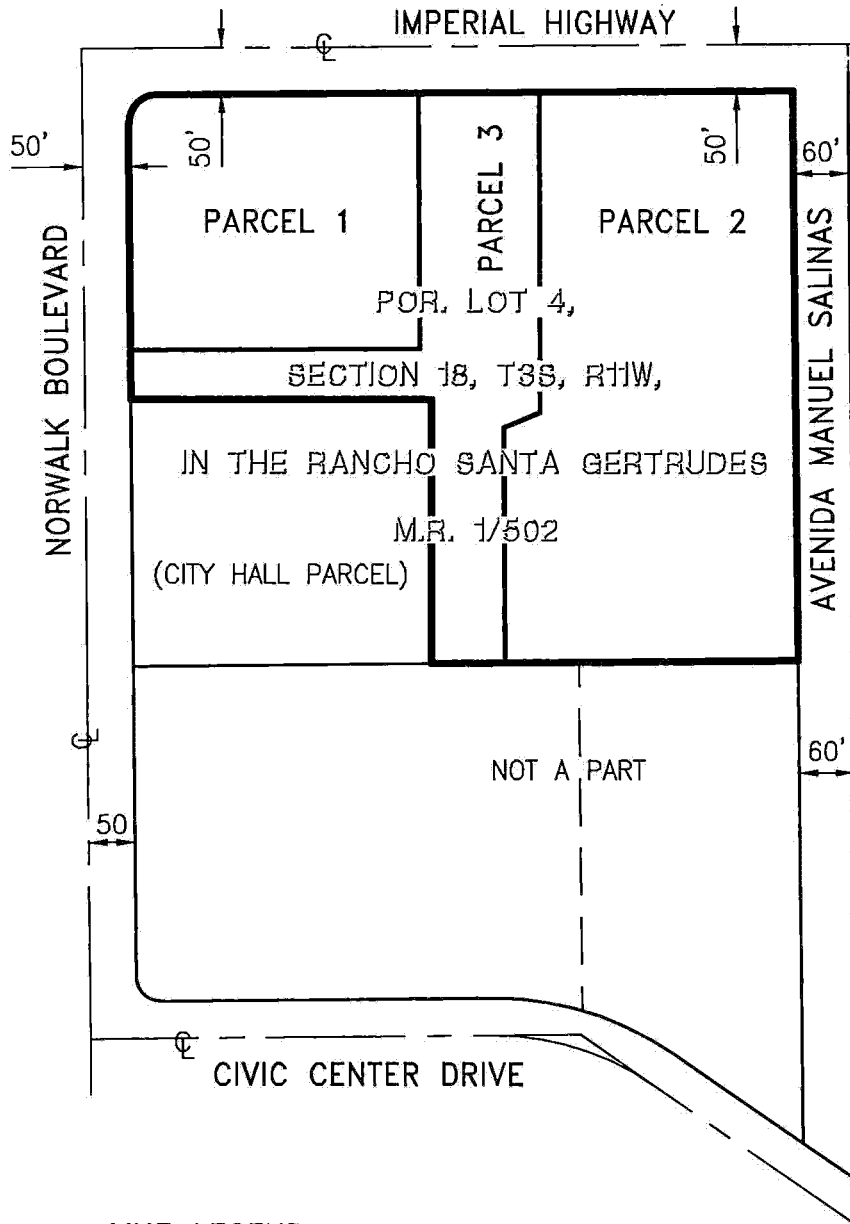 IMPERIAL HIGHWAY
℄
50'
50'
50'
60'
PARCEL 1
PARCEL 3
PARCEL 2
NORWALK BOULEVARD
AVENIDA MANUEL SALINAS
POR. LOT 4,
SECTION 18, T3S, R11W,
IN THE RANCHO SANTA GERTRUDES
M.R. 1/502
(CITY HALL PARCEL)
℄
60'
NOT A PART
50
℄
CIVIC CENTER DRIVE